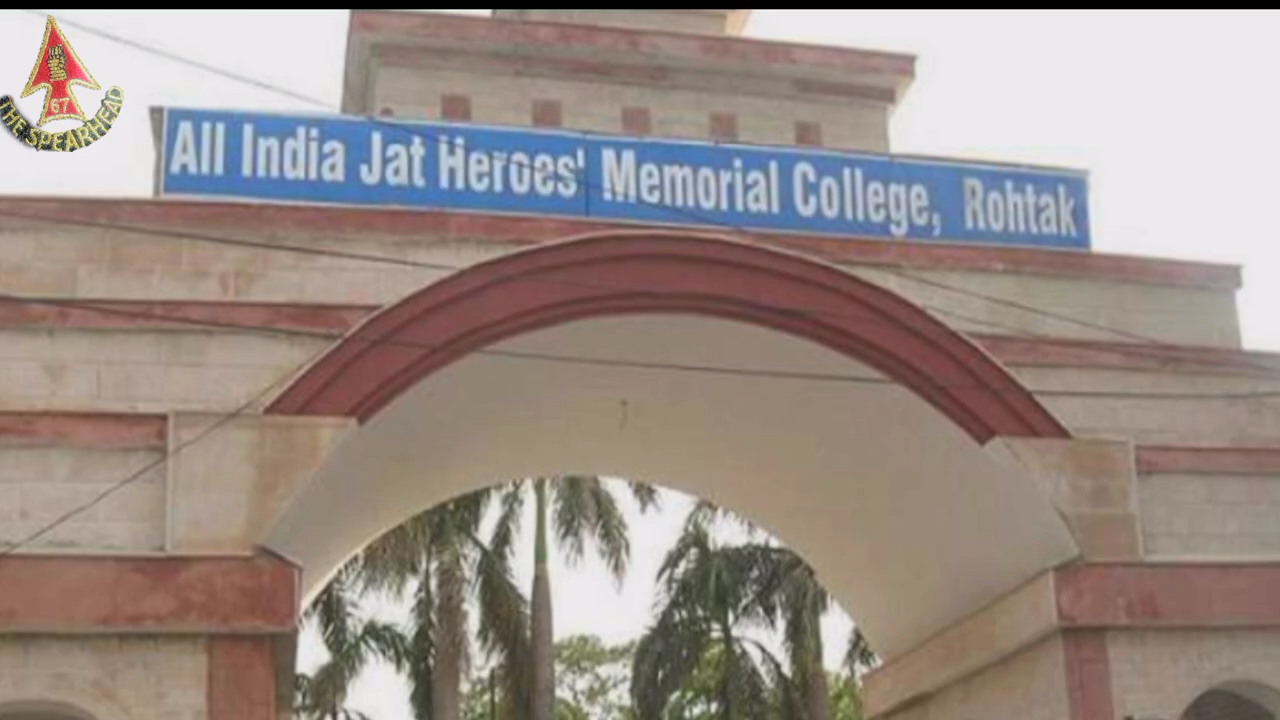 67
THE SPEARHEAD
All India Jat Heroes' Memorial College, Rohtak